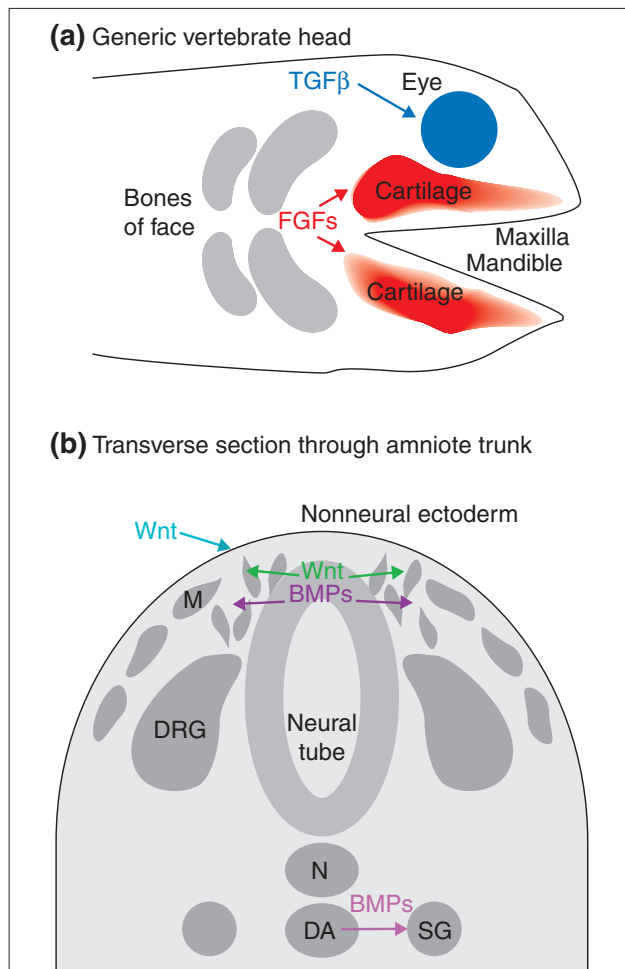 (a) Generic vertebrate head
TGFβ
Eye
Cartilage
Bones
of face
FGFs
Maxilla
Mandible
Cartilage
(b) Transverse section through amniote trunk
Nonneural ectoderm
Wnt
Wnt
BMPs
M
DRG
Neural
tube
N
BMPs
DA
SG